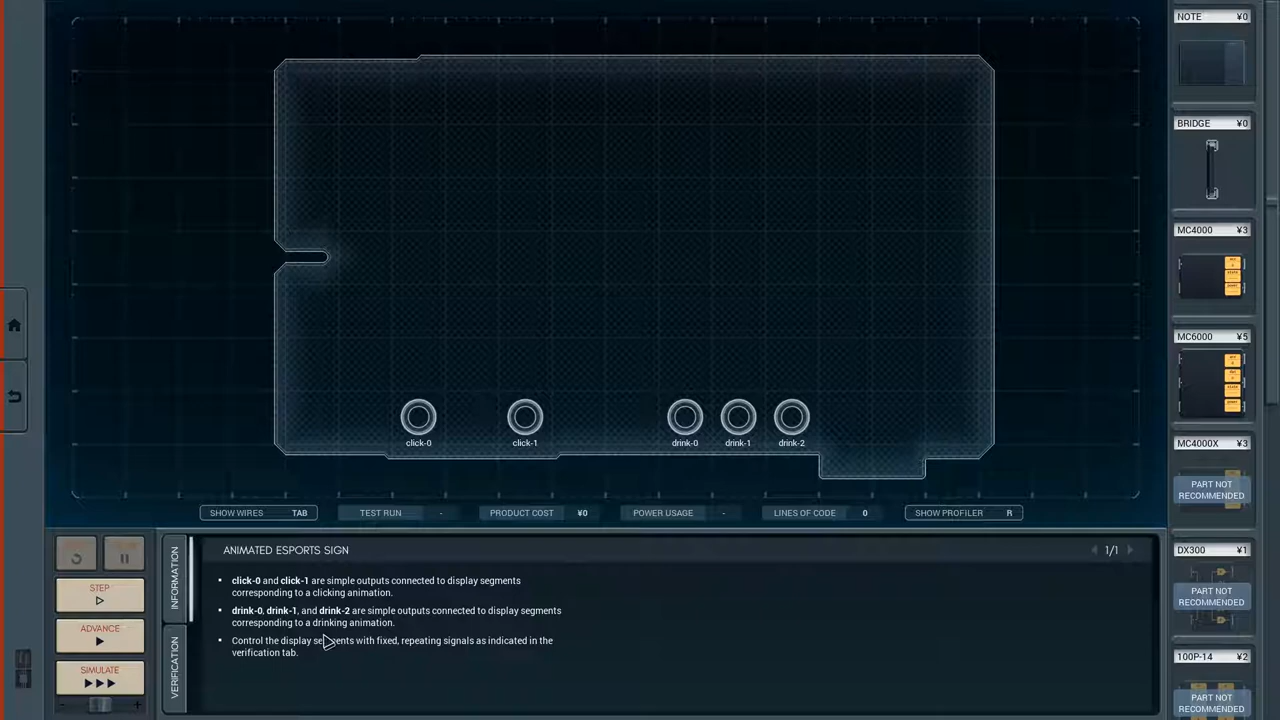 NOTE ¥0
BRIDGE ¥0
MC4000 ¥3
MC6000 ¥5
MC4000X ¥3
PART NOT
RECOMMENDED
DX300 ¥1
PART NOT
RECOMMENDED
100P-14 ¥2
PART NOT
RECOMMENDED
click-0
click-1
drink-0
drink-1
drink-2
SHOW WIRES TAB
TEST RUN -
PRODUCT COST ¥0
POWER USAGE -
LINES OF CODE 0
SHOW PROFILER R
STEP
ADVANCE
SIMULATE
- +
INFORMATION
VERIFICATION
ANIMATED ESPORTS SIGN
1/1
click-0 and click-1 are simple outputs connected to display segments
corresponding to a clicking animation.
drink-0, drink-1, and drink-2 are simple outputs connected to display segments
corresponding to a drinking animation.
Control the display segments with fixed, repeating signals as indicated in the
verification tab.